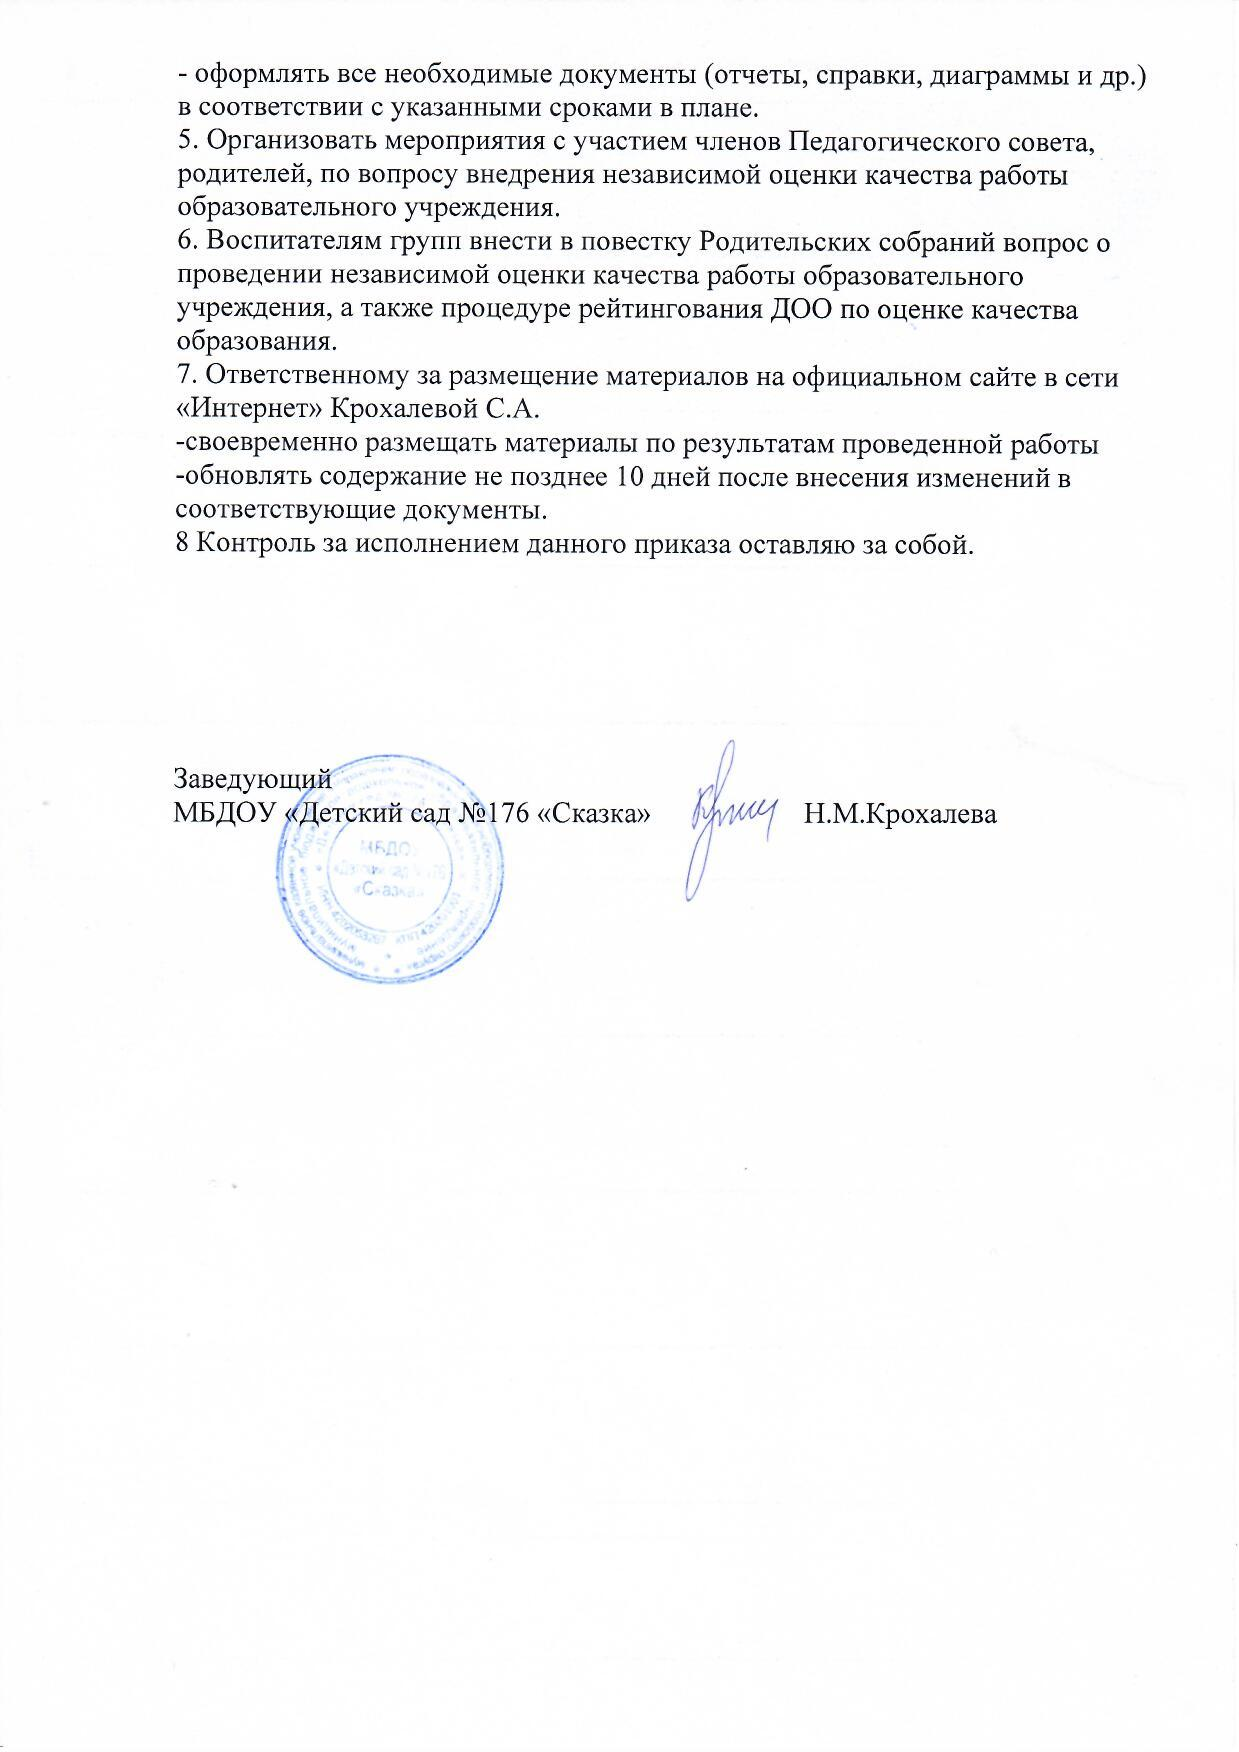 - оформлять все необходимые документы (отчеты, справки, диаграммы и др.)
в соответствии с указанными сроками в плане.
5. Организовать мероприятия с участием членов Педагогического совета,
родителей, по вопросу внедрения независимой оценки качества работы
образовательного учреждения.
6. Воспитателям групп внести в повестку Родительских собраний вопрос о
проведении независимой оценки качества работы образовательного
учреждения, а также процедуре рейтингования ДОО по оценке качества
образования.
7. Ответственному за размещение материалов на официальном сайте в сети
«Интернет» Крохалевой С.А.
-своевременно размещать материалы по результатам проведенной работы
-обновлять содержание не позднее 10 дней после внесения изменений в
соответствующие документы.
8 Контроль за исполнением данного приказа оставляю за собой.
Заведующий
МБДОУ «Детский сад №176 «Сказка» Н.М.Крохалева
МБДОУ
«Детский сад №176
«Сказка»